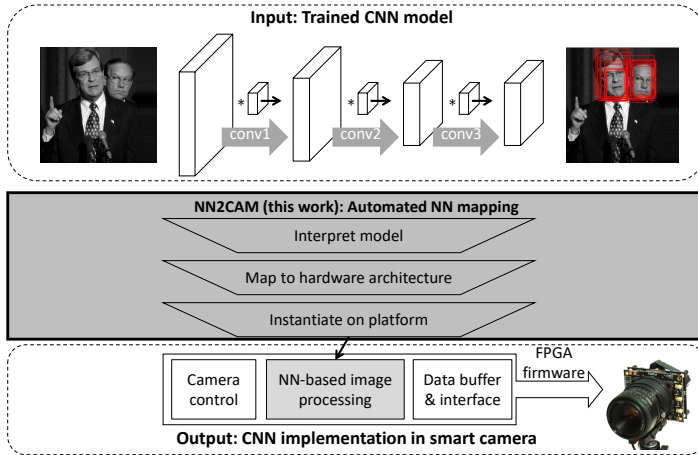 Input: Trained CNN model
* * *
conv1 conv2 conv3
NN2CAM (this work): Automated NN mapping
Interpret model
Map to hardware architecture
Instantiate on platform
Camera control
NN-based image processing
Data buffer & interface
FPGA firmware
Output: CNN implementation in smart camera